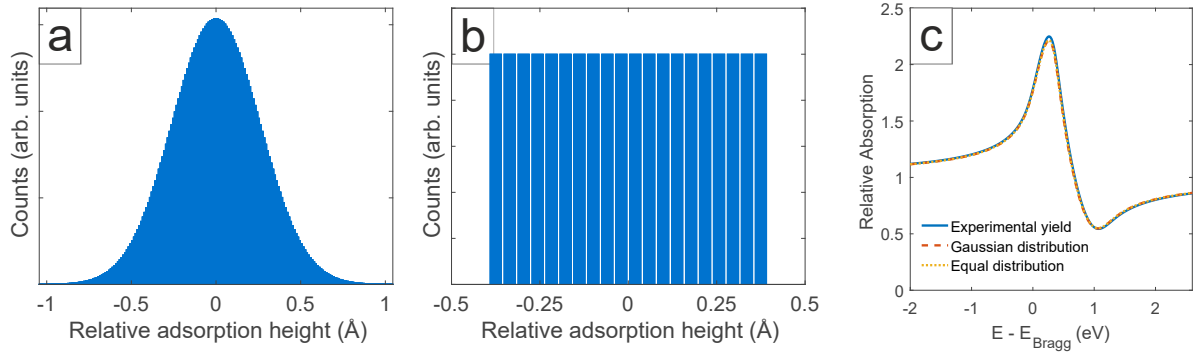 a
Counts (arb. units)
-1 -0.5 0 0.5 1
Relative adsorption height (Å)
b
Counts (arb. units)
-0.5 -0.25 0 0.25 0.5
Relative adsorption height (Å)
c
Relative Absorption
2.5
2
1.5
1
0.5
0
Experimental yield
Gaussian distribution
Equal distribution
-2 -1 0 1 2
E - E_Bragg (eV)